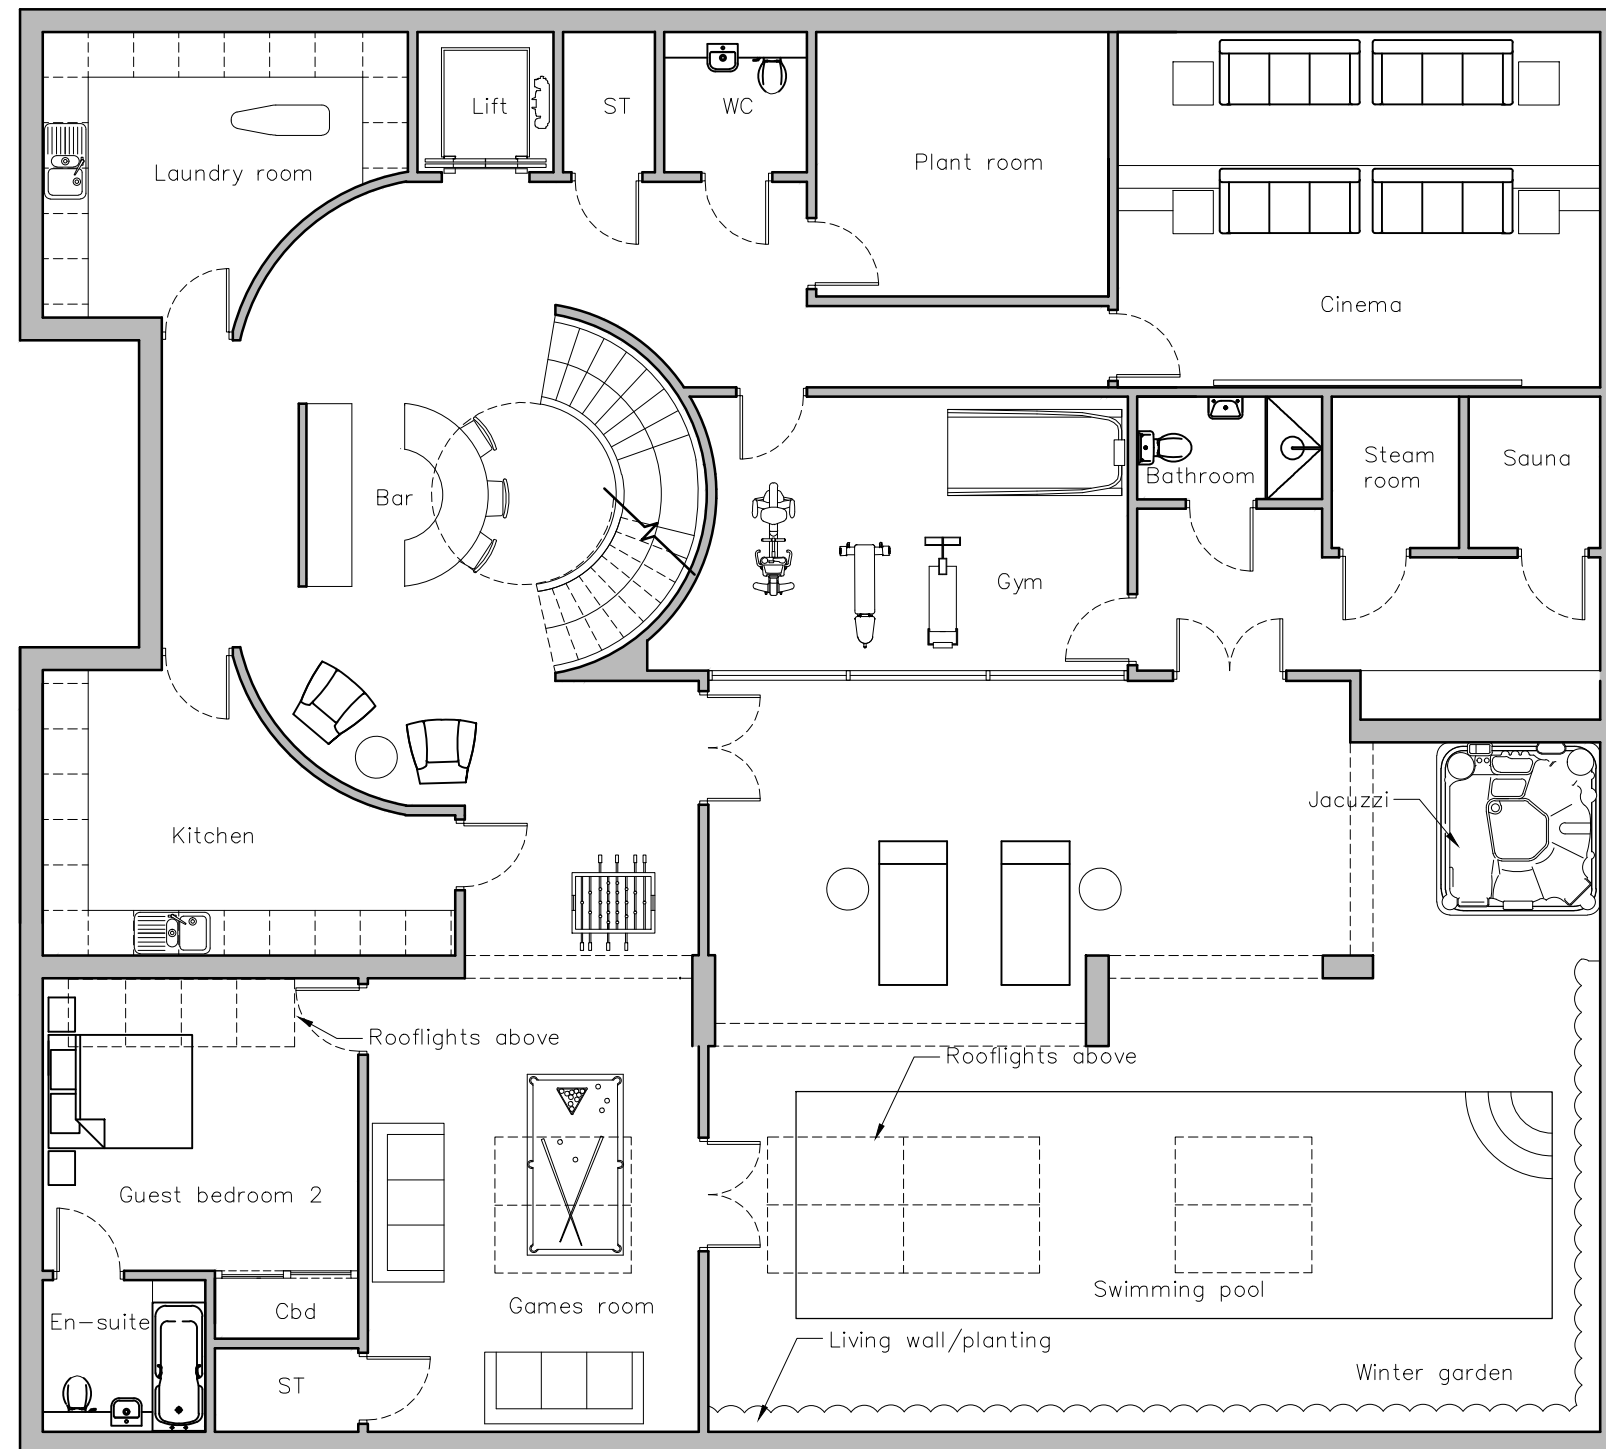 Lift
ST
WC
Plant room
Laundry room
Cinema
Bar
Steam
room
Sauna
Bathroom
Gym
Jacuzzi
Kitchen
Rooflights above
Rooflights above
Guest bedroom 2
Swimming pool
Games room
En-suite
Cbd
Living wall/planting
Winter garden
ST